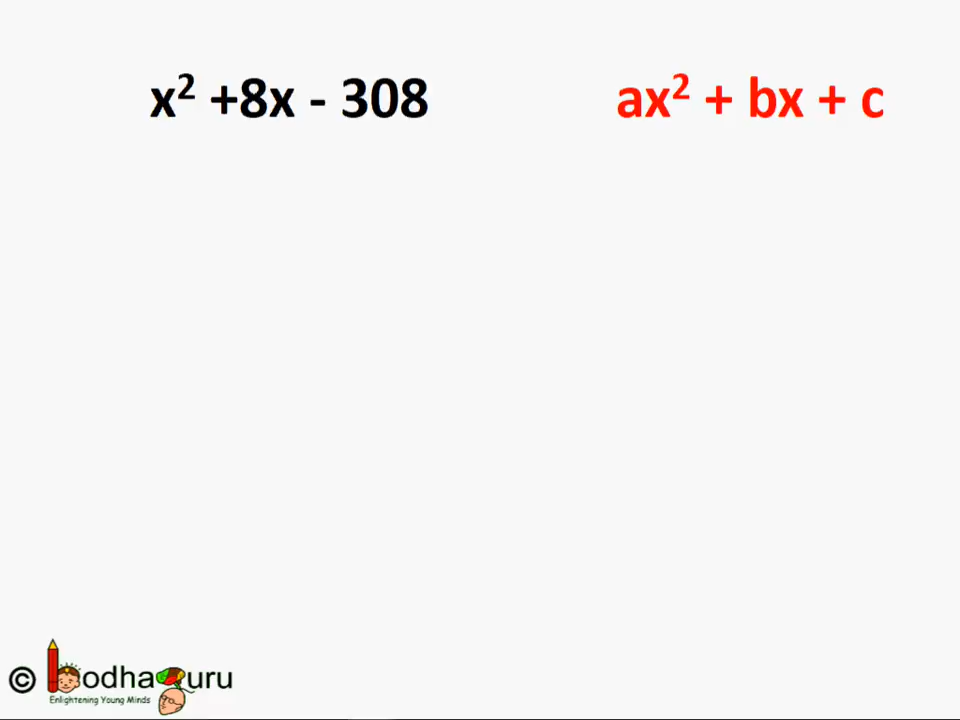 x² +8x - 308
ax² + bx + c
© bodhaguru
Enlightening Young Minds